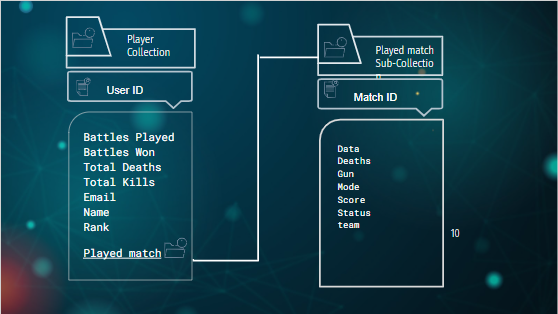 Player
Collection
User ID
Battles Played
Battles Won
Total Deaths
Total Kills
Email
Name
Rank
Played match
Played match
Sub-Collectio
n
Match ID
Data
Deaths
Gun
Mode
Score
Status
team
10